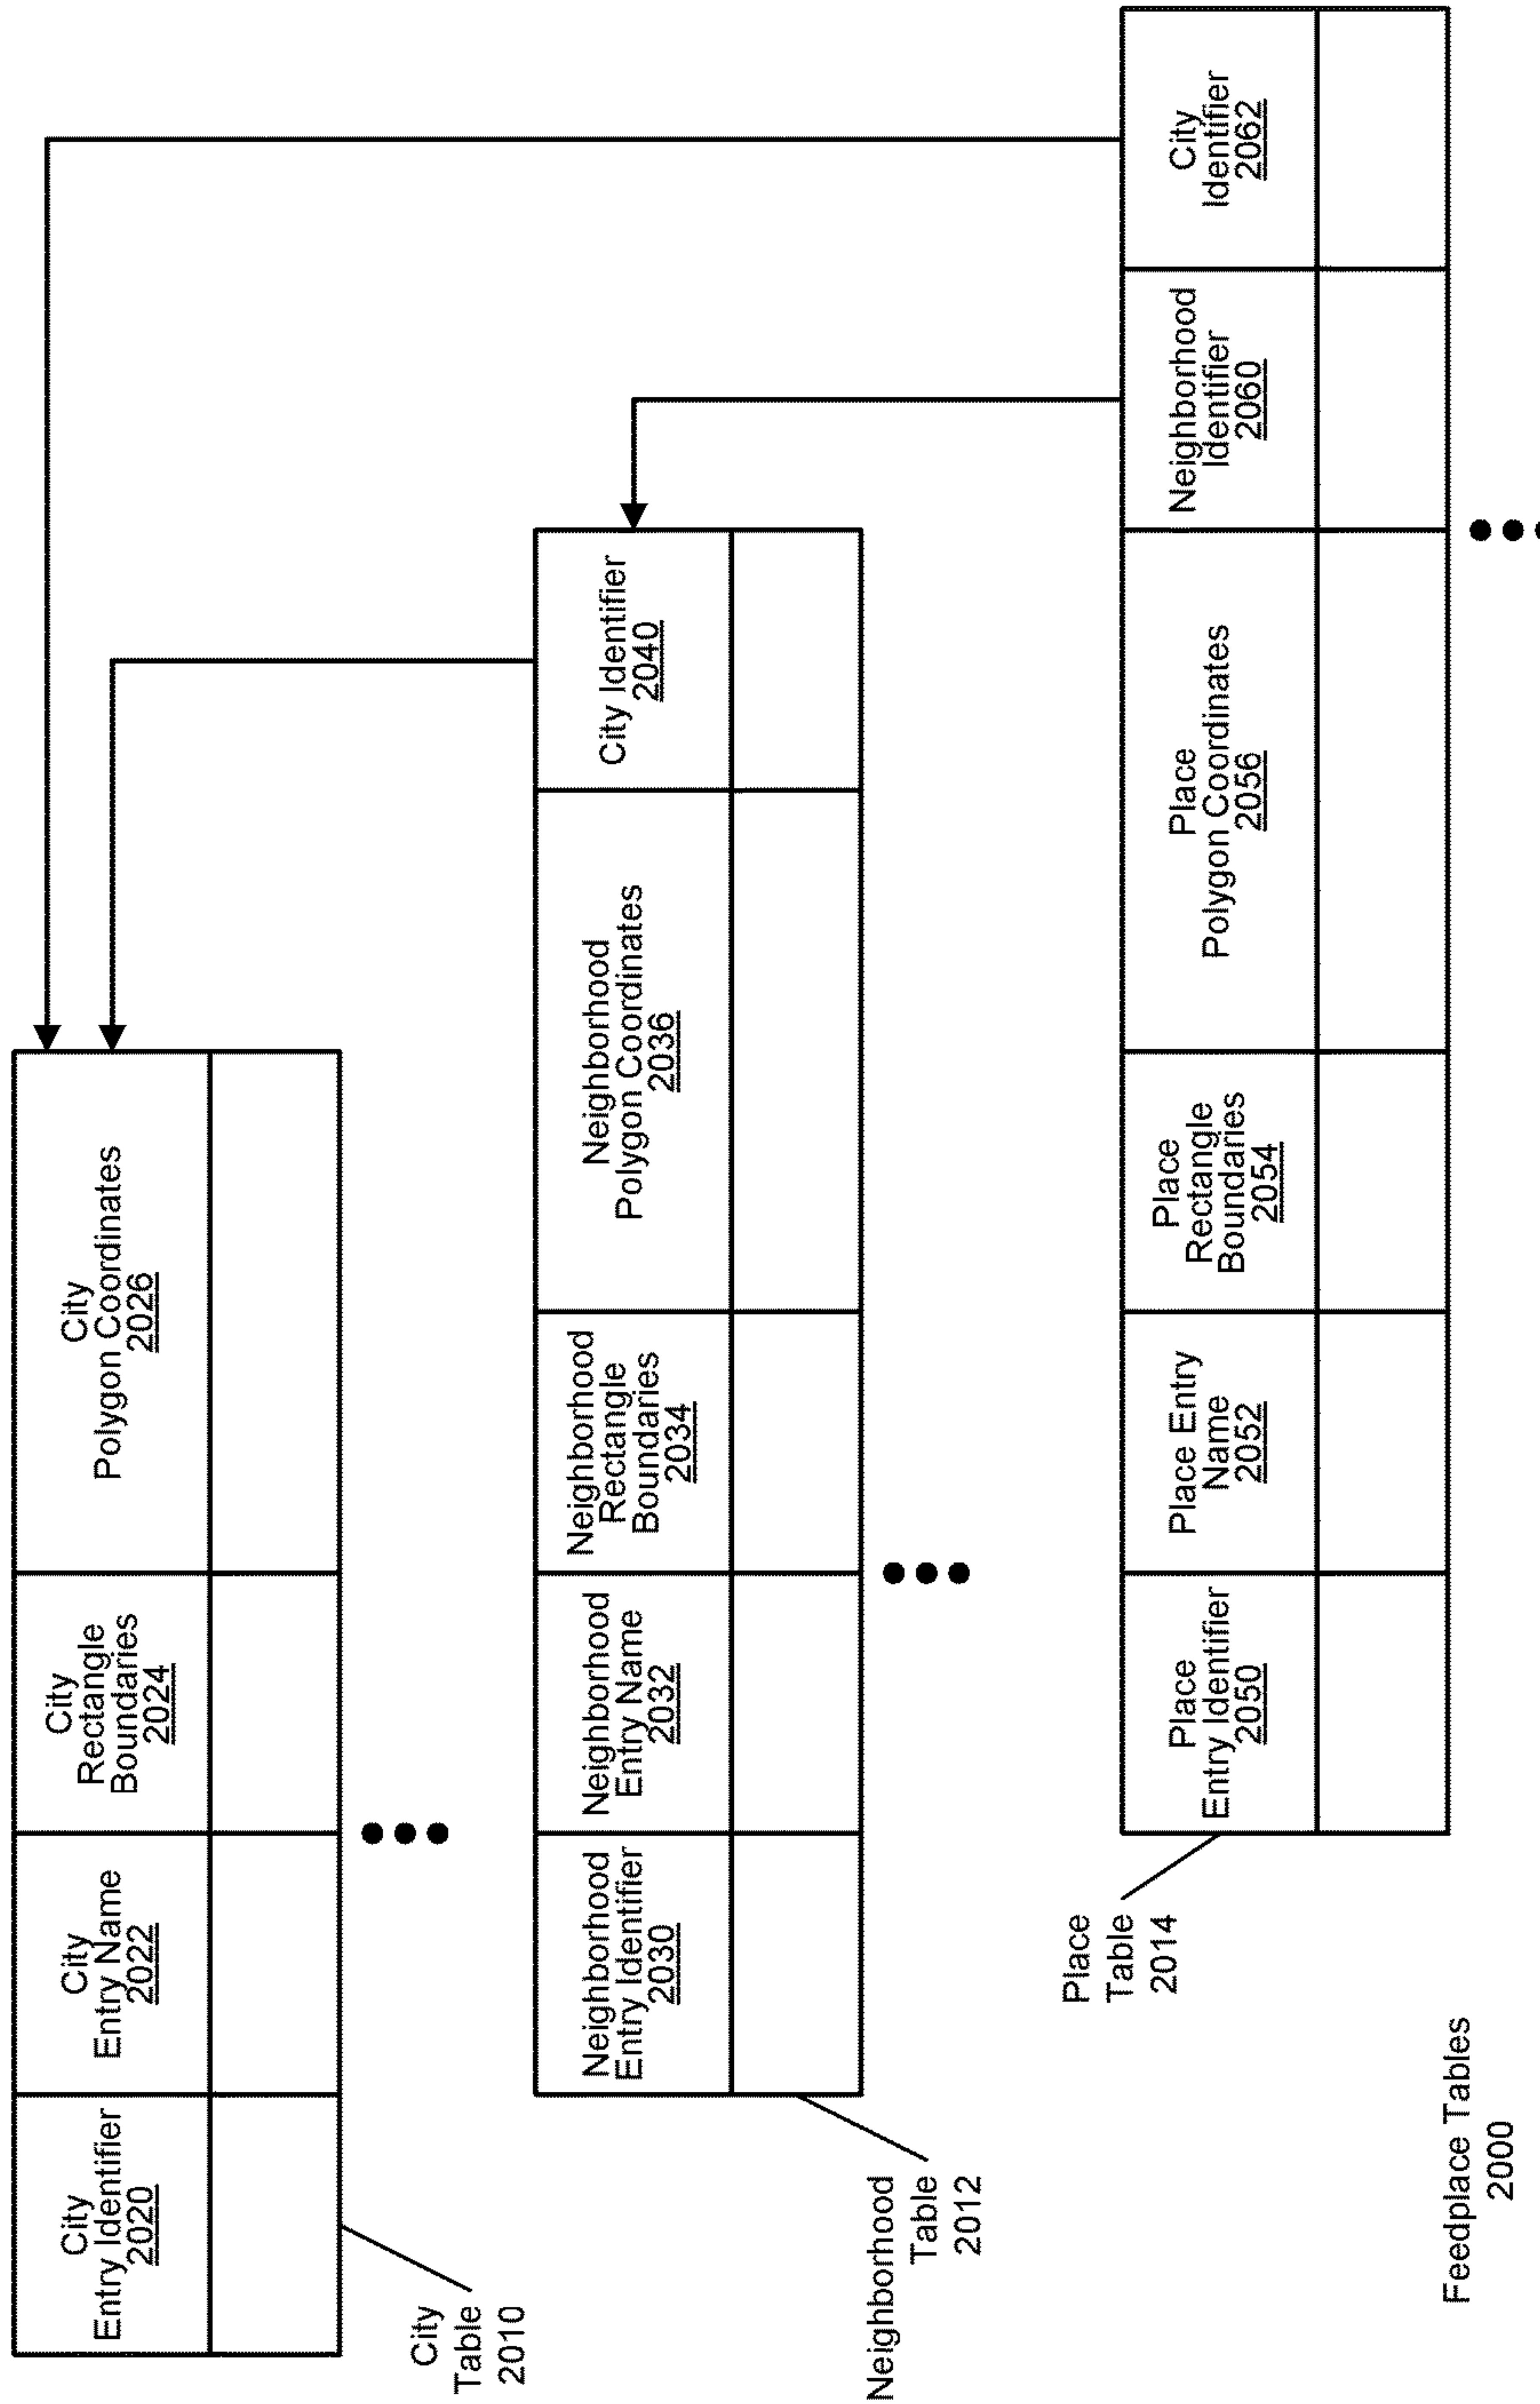 City
Entry Identifier
2020
City
Entry Name
2022
City
Rectangle
Boundaries
2024
City
Polygon Coordinates
2026
City
Table
2010
Neighborhood
Entry Identifier
2030
Neighborhood
Entry Name
2032
Neighborhood
Rectangle
Boundaries
2034
Neighborhood
Polygon Coordinates
2036
City Identifier
2040
Neighborhood
Table
2012
Place
Entry Identifier
2050
Place Entry
Name
2052
Place
Rectangle
Boundaries
2054
Place
Polygon Coordinates
2056
Neighborhood
Identifier
2060
City
Identifier
2062
Place
Table
2014
Feedplace Tables
2000